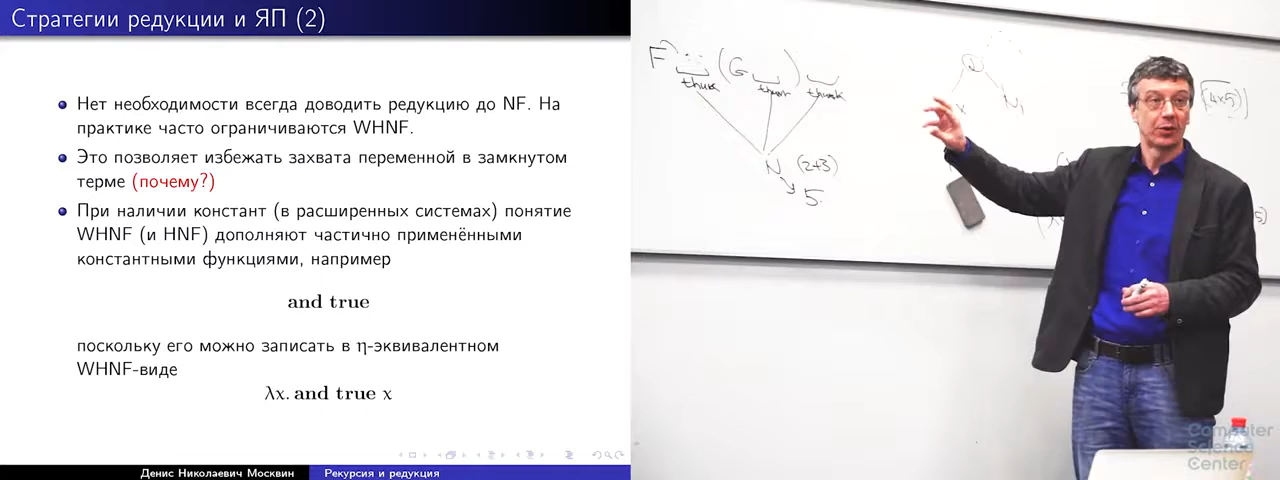 Стратегии редукции и ЯП (2)
Нет необходимости всегда доводить редукцию до NF. На
практике часто ограничиваются WHNF.
Это позволяет избежать захвата переменной в замкнутом
терме (почему?)
При наличии констант (в расширенных системах) понятие
WHNF (и HNF) дополняют частично применёнными
константными функциями, например
and true
поскольку его можно записать в η-эквивалентном
WHNF-виде
λx. and true x
Денис Николаевич Москвин Рекурсия и редукция
F (G )
thunk thunk thunk
N (2+3)
5
x N
Computer
Science
Center